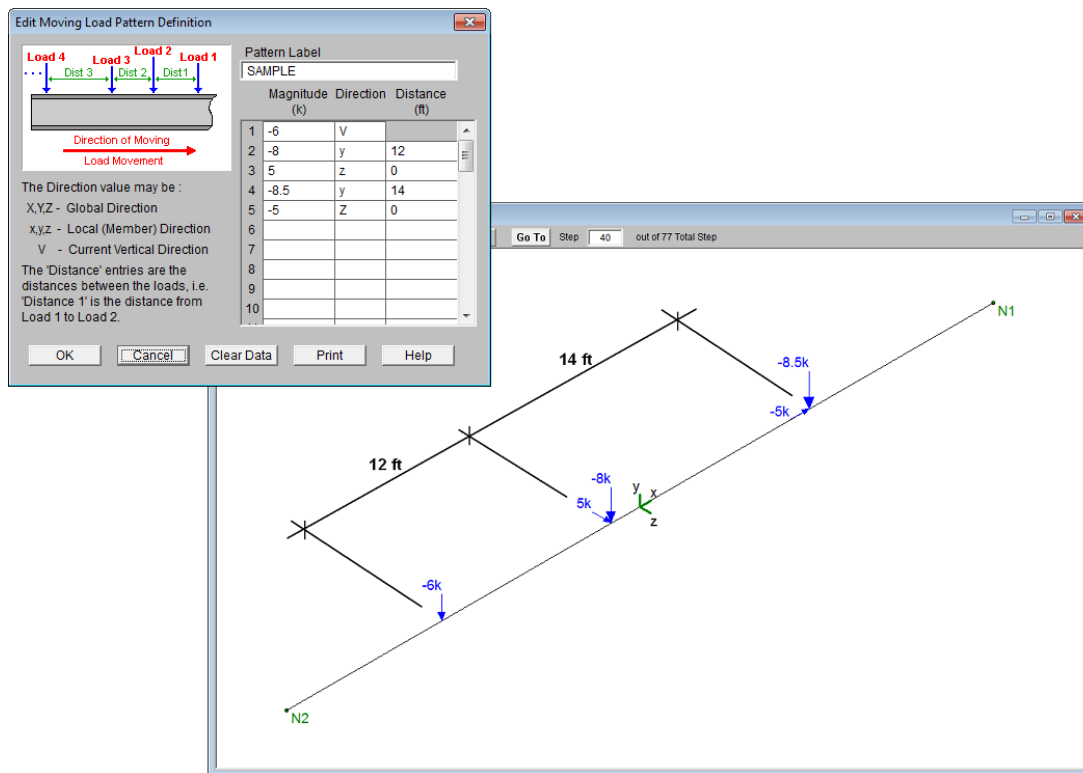 Edit Moving Load Pattern Definition
Load 4
Load 3
Load 2
Load 1
Dist 3
Dist 2
Dist1
Direction of Moving
Load Movement
Pattern Label
SAMPLE
Magnitude Direction Distance
(k) (ft)
1 -6 V
2 -8 y 12
3 5 z 0
4 -8.5 y 14
5 -5 Z 0
6
7
8
9
10
The Direction value may be :
X,Y,Z - Global Direction
x,y,z - Local (Member) Direction
V - Current Vertical Direction
The 'Distance' entries are the
distances between the loads, i.e.
'Distance 1' is the distance from
Load 1 to Load 2.
OK Cancel Clear Data Print Help
Go To Step 40 out of 77 Total Step
N1
14 ft
-8.5k
-5k
12 ft
-8k
5k
y x
z
-6k
N2